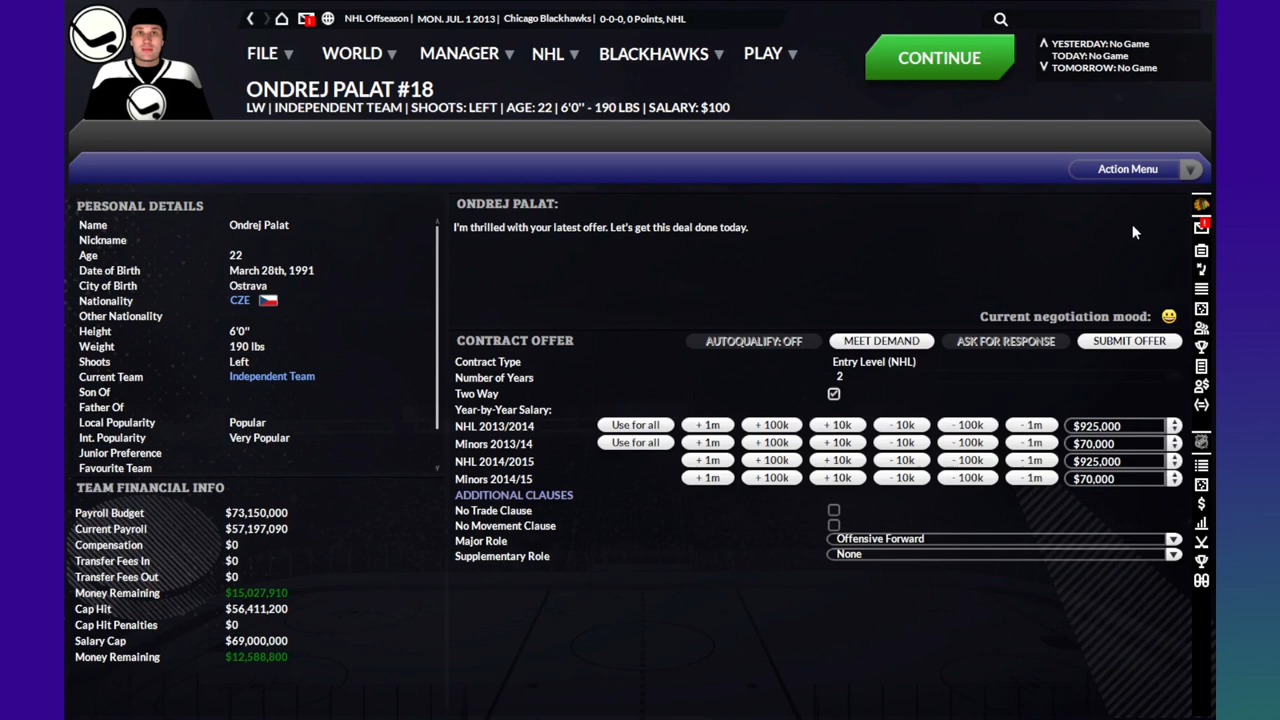 NHL Offseason | MON. JUL. 1 2013 | Chicago Blackhawks | 0-0-0, 0 Points, NHL
FILE WORLD MANAGER NHL BLACKHAWKS PLAY
CONTINUE
YESTERDAY: No Game
TODAY: No Game
TOMORROW: No Game
ONDREJ PALAT #18
LW | INDEPENDENT TEAM | SHOOTS: LEFT | AGE: 22 | 6'0" - 190 LBS | SALARY: $100
Action Menu
PERSONAL DETAILS
Name Ondrej Palat
Nickname
Age 22
Date of Birth March 28th, 1991
City of Birth Ostrava
Nationality CZE
Other Nationality
Height 6'0"
Weight 190 lbs
Shoots Left
Current Team Independent Team
Son Of
Father Of
Local Popularity Popular
Int. Popularity Very Popular
Junior Preference
Favourite Team
TEAM FINANCIAL INFO
Payroll Budget $73,150,000
Current Payroll $57,197,090
Compensation $0
Transfer Fees In $0
Transfer Fees Out $0
Money Remaining $15,027,910
Cap Hit $56,411,200
Cap Hit Penalties $0
Salary Cap $69,000,000
Money Remaining $12,588,800
ONDREJ PALAT:
I'm thrilled with your latest offer. Let's get this deal done today.
Current negotiation mood:
CONTRACT OFFER AUTOQUALIFY: OFF MEET DEMAND ASK FOR RESPONSE SUBMIT OFFER
Contract Type Entry Level (NHL)
Number of Years 2
Two Way
Year-by-Year Salary:
NHL 2013/2014 Use for all + 1m + 100k + 10k - 10k - 100k - 1m $925,000
Minors 2013/14 Use for all + 1m + 100k + 10k - 10k - 100k - 1m $70,000
NHL 2014/2015 + 1m + 100k + 10k - 10k - 100k - 1m $925,000
Minors 2014/15 + 1m + 100k + 10k - 10k - 100k - 1m $70,000
ADDITIONAL CLAUSES
No Trade Clause
No Movement Clause
Major Role Offensive Forward
Supplementary Role None